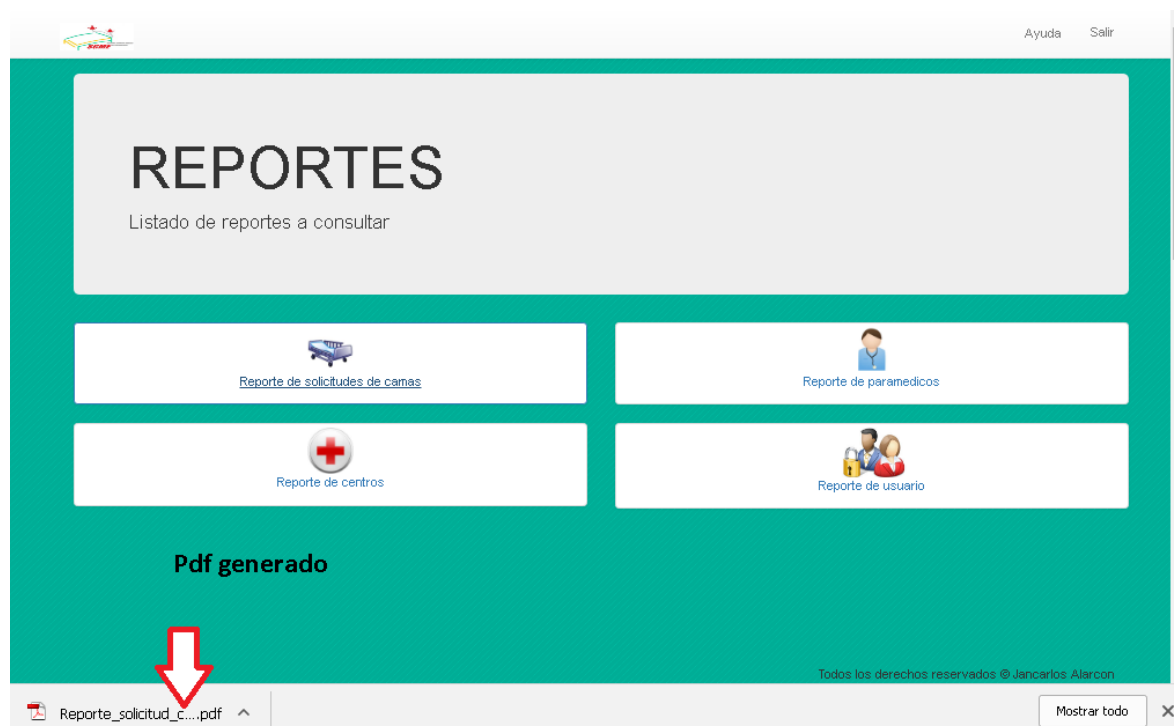 SGME
Ayuda Salir
REPORTES
Listado de reportes a consultar
Reporte de solicitudes de camas
Reporte de paramedicos
Reporte de centros
Reporte de usuario
Pdf generado
Todos los derechos reservados © Jancarlos Alarcon
Reporte_solicitud_c....pdf
Mostrar todo